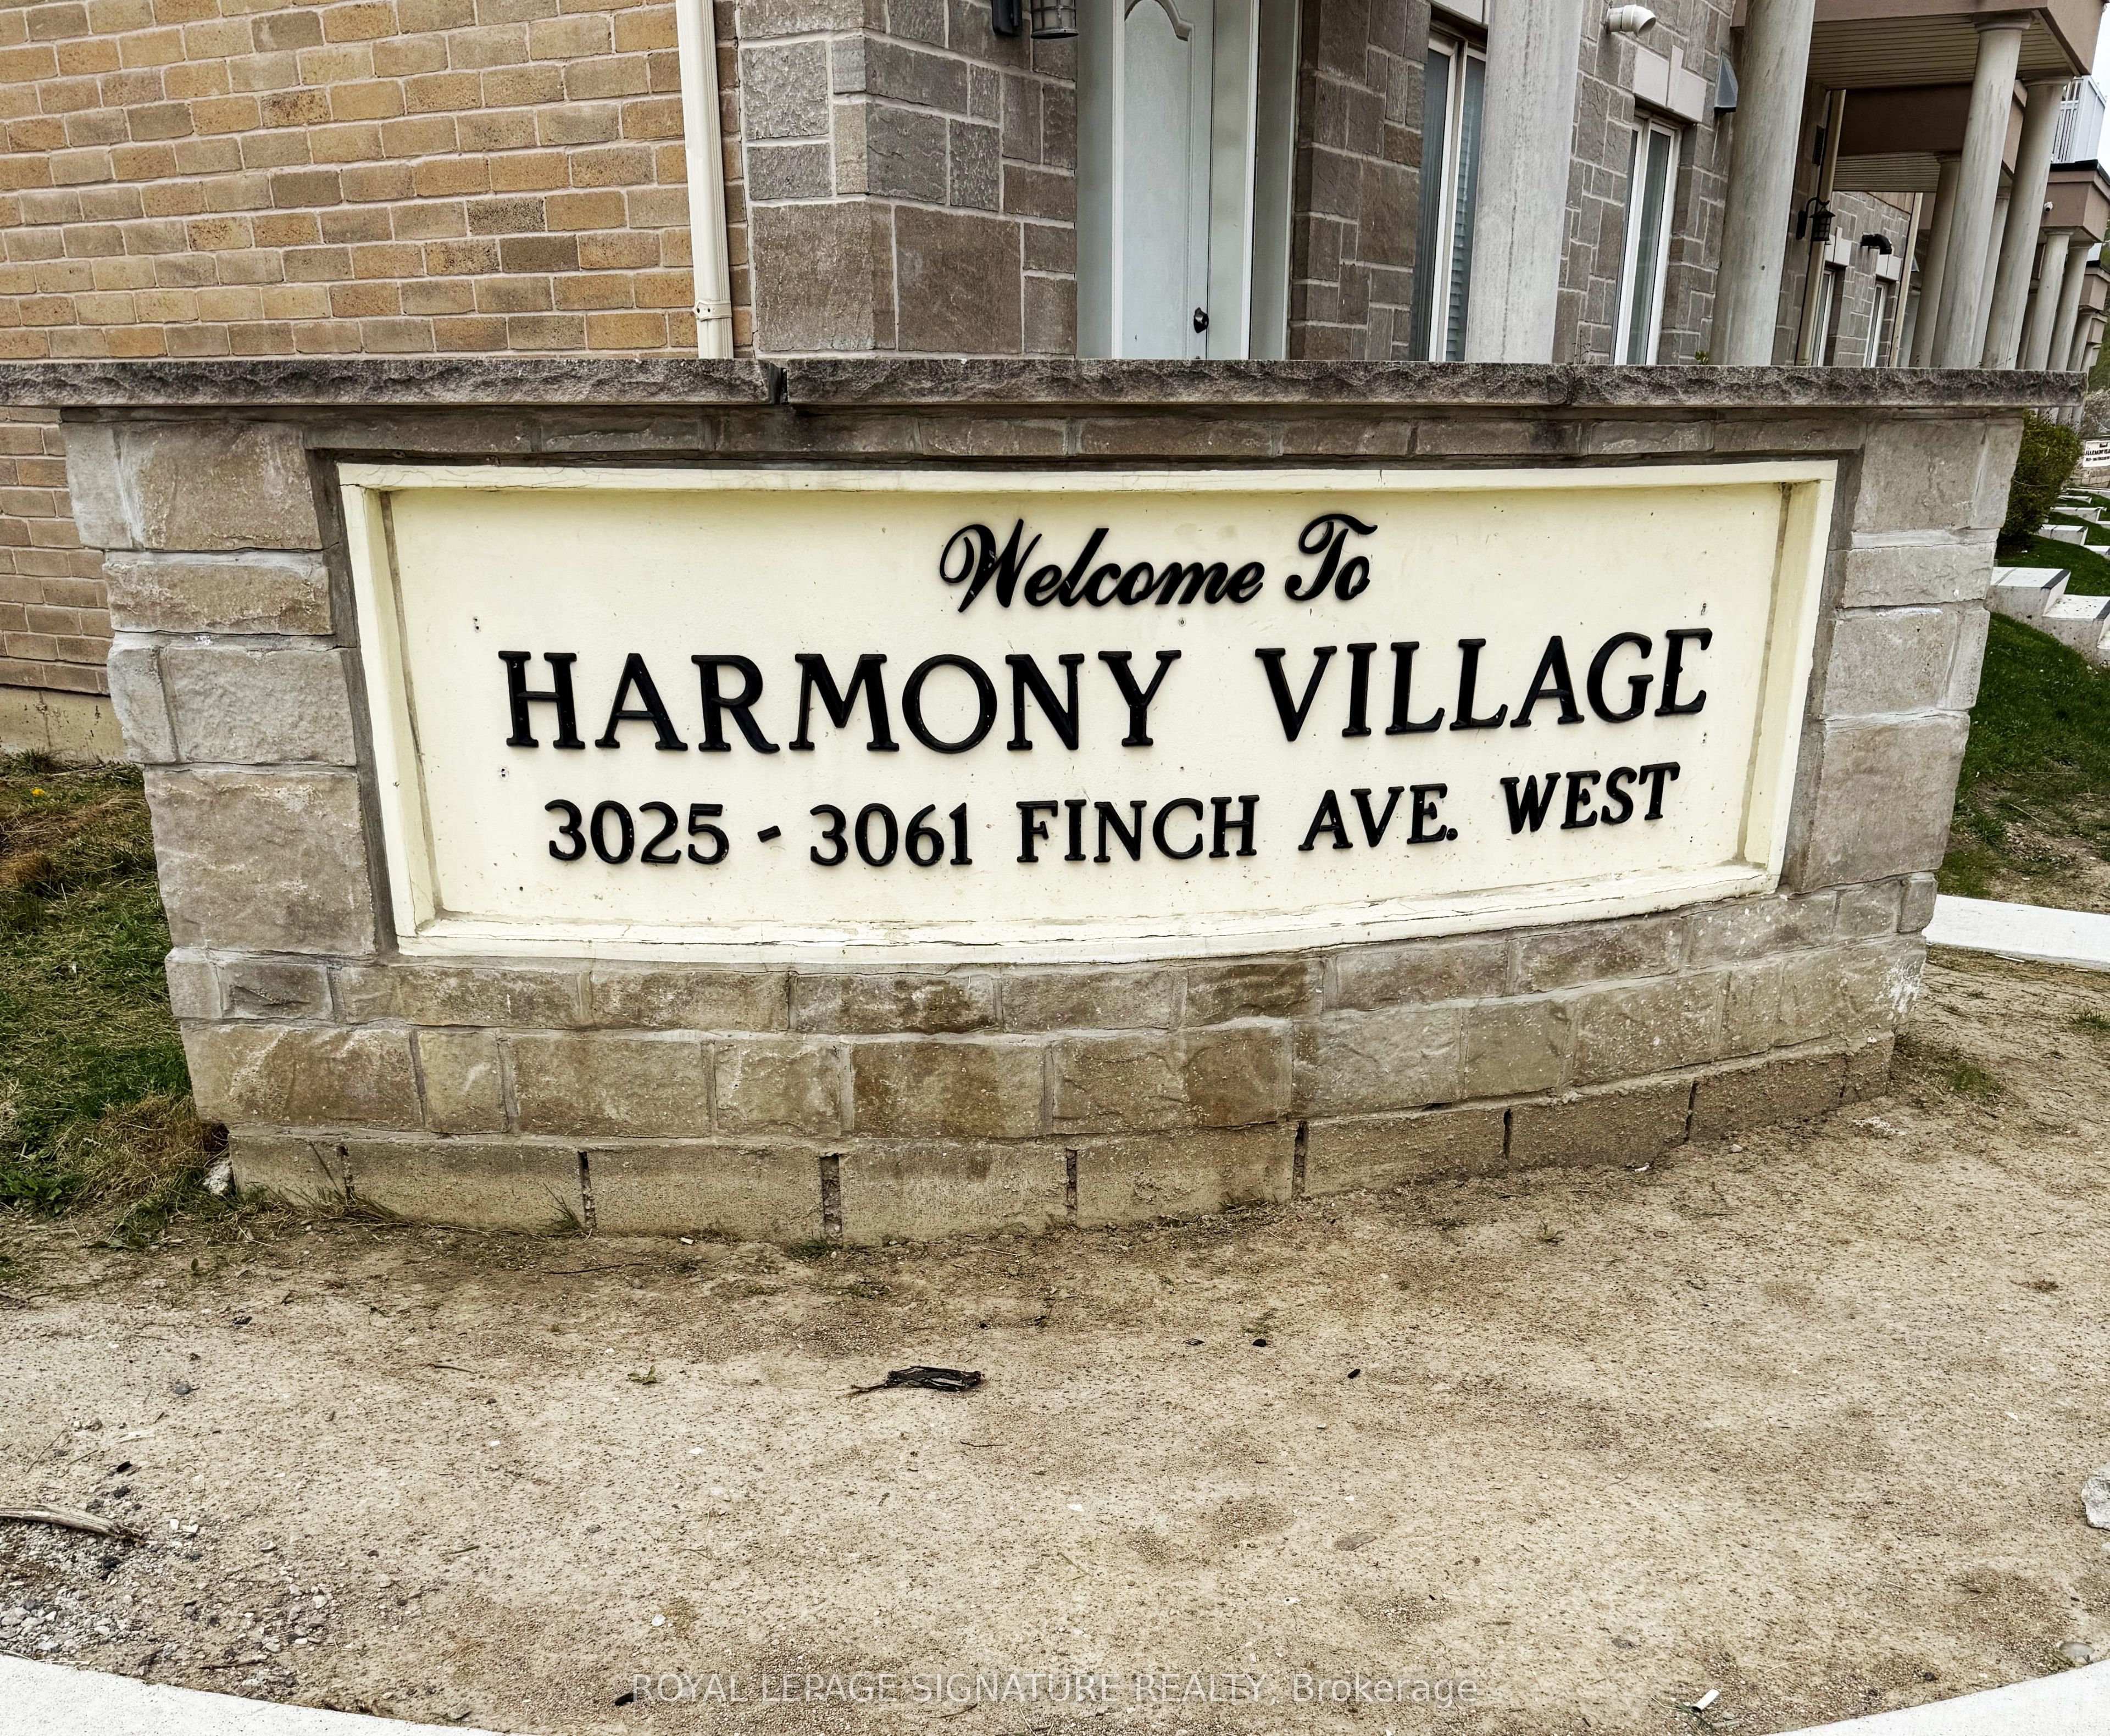 Welcome To
HARMONY VILLAGE
3025 - 3061 FINCH AVE. WEST
ROYAL LEPAGE SIGNATURE REALTY, Brokerage